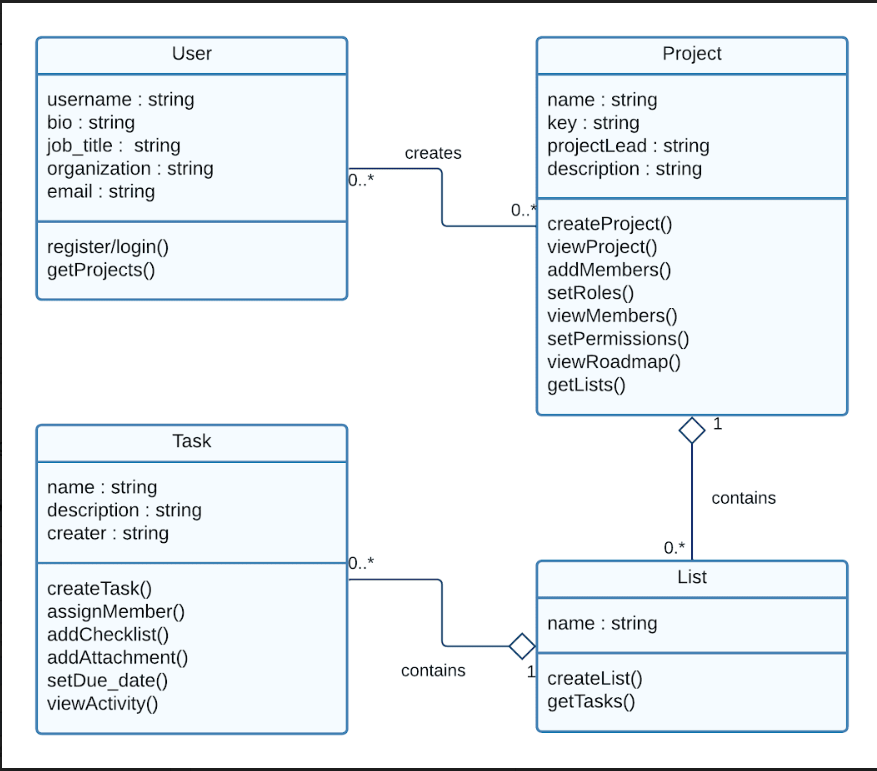 User
username : string
bio : string
job_title :  string
organization : string
email : string
register/login()
getProjects()
creates
0..*
0..*
Project
name : string
key : string
projectLead : string
description : string
createProject()
viewProject()
addMembers()
setRoles()
viewMembers()
setPermissions()
viewRoadmap()
getLists()
1
contains
0.*
Task
name : string
description : string
creater : string
createTask()
assignMember()
addChecklist()
addAttachment()
setDue_date()
viewActivity()
0..*
contains
1
List
name : string
createList()
getTasks()